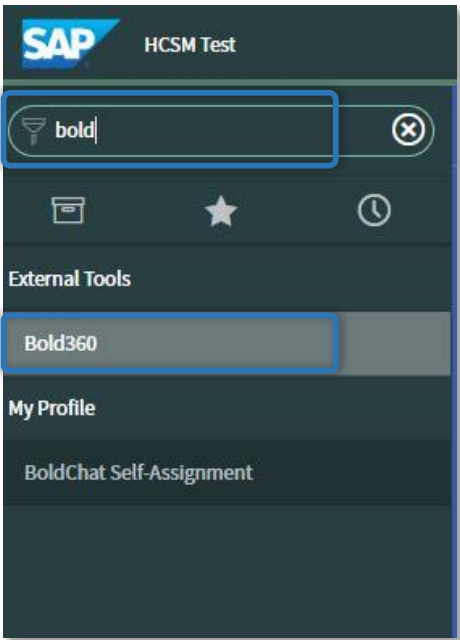 SAP HCSM Test
bold
External Tools
Bold360
My Profile
BoldChat Self-Assignment